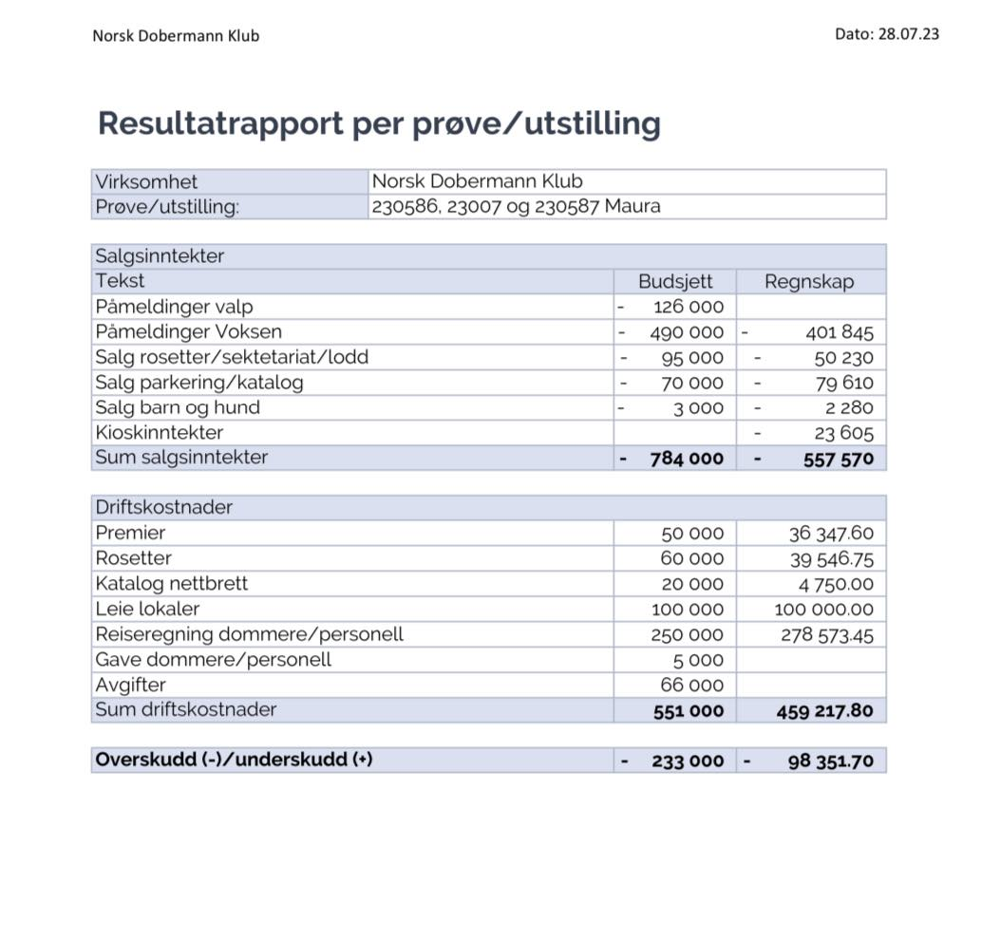 Norsk Dobermann Klub Dato: 28.07.23
Resultatrapport per prøve/utstilling
Virksomhet Norsk Dobermann Klub
Prøve/utstilling: 230586, 23007 og 230587 Maura
Salgsinntekter
Tekst Budsjett Regnskap
Påmeldinger valp - 126 000
Påmeldinger Voksen - 490 000 - 401 845
Salg rosetter/sektetariat/lodd - 95 000 - 50 230
Salg parkering/katalog - 70 000 - 79 610
Salg barn og hund - 3 000 - 2 280
Kioskinntekter - 23 605
Sum salgsinntekter - 784 000 - 557 570
Driftskostnader
Premier 50 000 36 347.60
Rosetter 60 000 39 546.75
Katalog nettbrett 20 000 4 750.00
Leie lokaler 100 000 100 000.00
Reiseregning dommere/personell 250 000 278 573.45
Gave dommere/personell 5 000
Avgifter 66 000
Sum driftskostnader 551 000 459 217.80
Overskudd (-)/underskudd (+) - 233 000 - 98 351.70